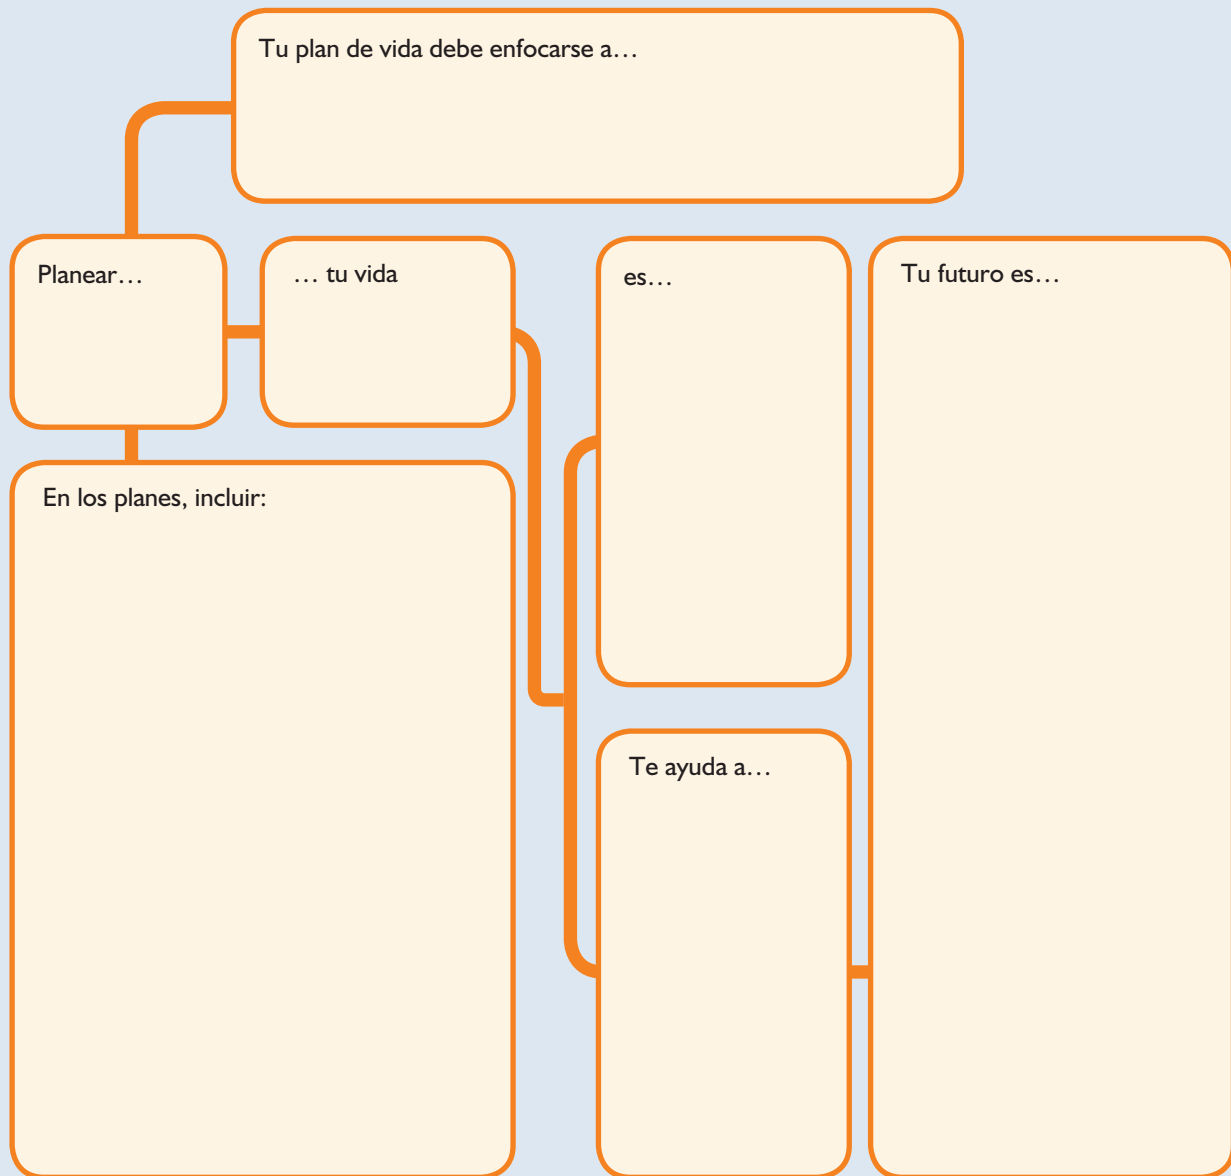 Tu plan de vida debe enfocarse a…
Planear…
… tu vida
es…
Tu futuro es…
En los planes, incluir:
Te ayuda a…